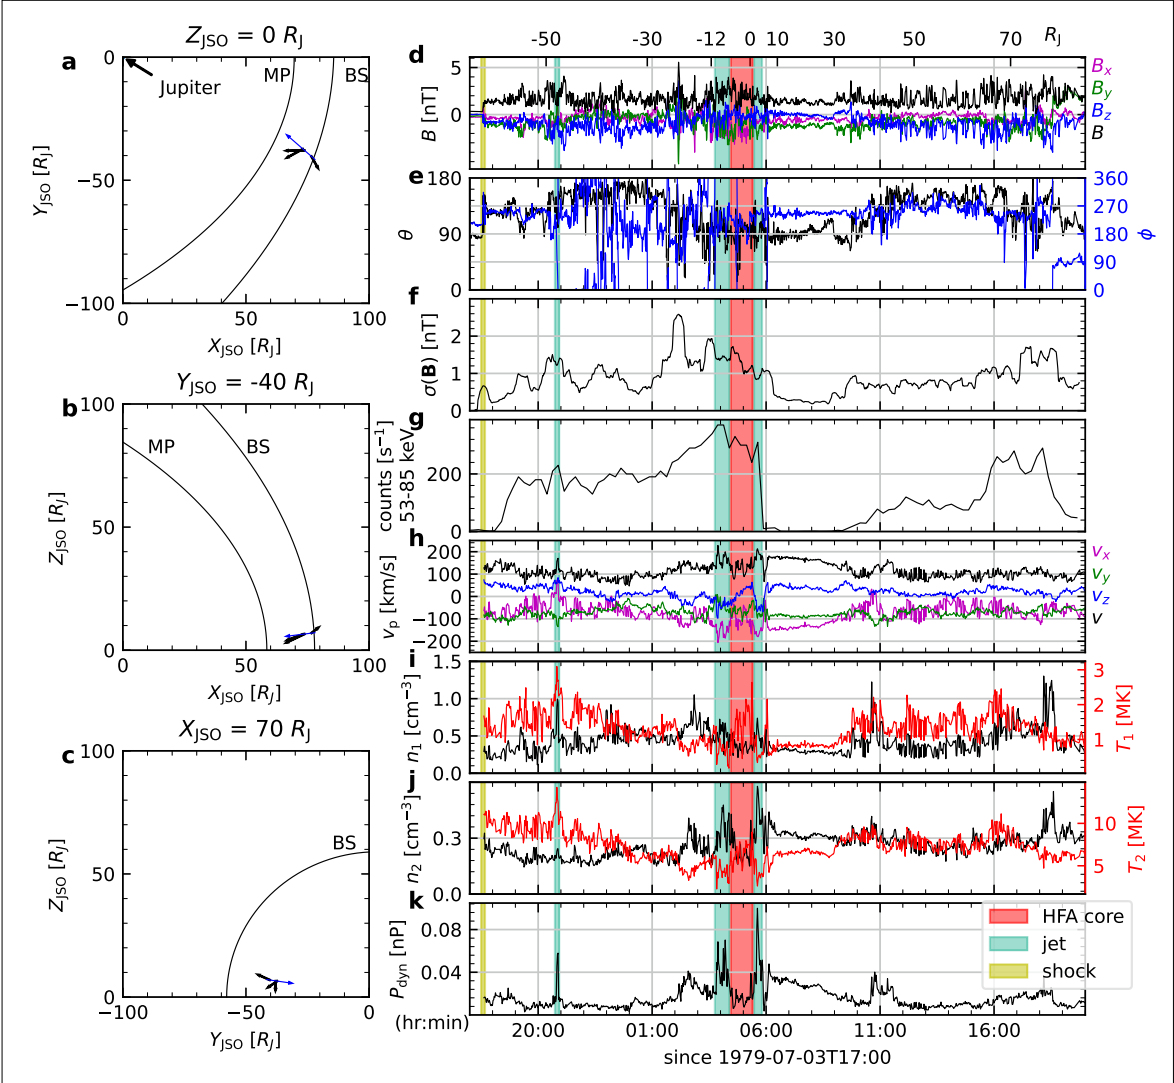 Z_JSO = 0 R_J
a
0
−50
−100
Y_JSO [R_J]
Jupiter
MP
BS
0
50
100
X_JSO [R_J]
Y_JSO = -40 R_J
b
100
50
0
Z_JSO [R_J]
MP
BS
−100
−50
0
X_JSO [R_J]
X_JSO = 70 R_J
c
100
50
0
Z_JSO [R_J]
BS
−100
−50
0
Y_JSO [R_J]
-50
-30
-12
0
10
30
50
70
R_J
d
5
0
B [nT]
B_x
B_y
B_z
B
e
180
90
0
θ
360
270
180
90
0
ϕ
f
2
1
0
σ(B) [nT]
g
200
0
counts [s⁻¹]
53-85 keV
h
200
100
0
−100
−200
v_p [km/s]
v_x
v_y
v_z
v
i
1.5
1.0
0.5
0.0
n_1 [cm⁻³]
3
2
1
T_1 [MK]
j
0.3
0.0
n_2 [cm⁻³]
10
5
T_2 [MK]
k
0.08
0.04
P_dyn [nP]
HFA core
jet
shock
(hr:min)
20:00
01:00
06:00
11:00
16:00
since 1979-07-03T17:00